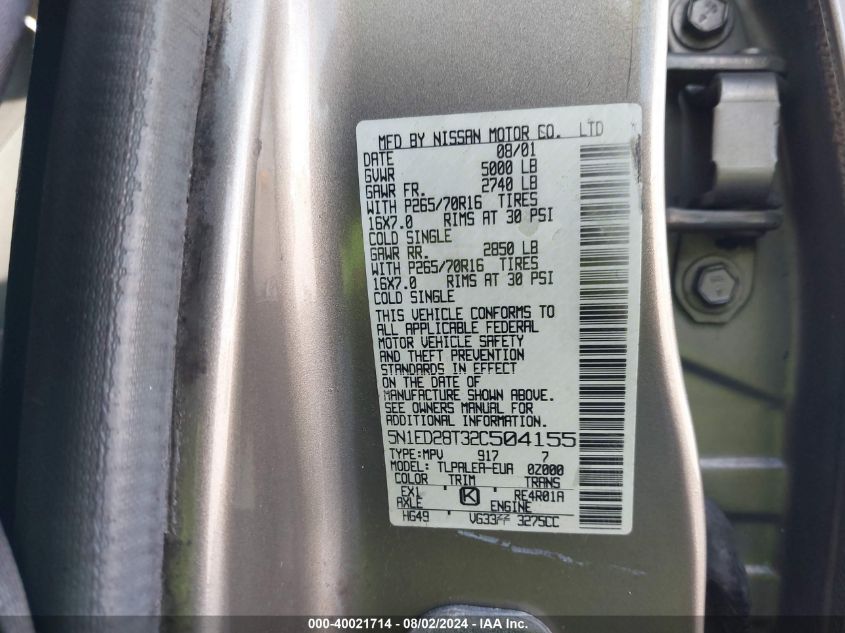 MFD BY NISSAN MOTOR CO. LTD
DATE 08/01
GVWR 5000 LB
GAWR FR. 2740 LB
WITH P265/70R16 TIRES
16X7.0 RIMS AT 30 PSI
COLD SINGLE
GAWR RR. 2850 LB
WITH P265/70R16 TIRES
16X7.0 RIMS AT 30 PSI
COLD SINGLE
THIS VEHICLE CONFORMS TO
ALL APPLICABLE FEDERAL
MOTOR VEHICLE SAFETY
AND THEFT PREVENTION
STANDARDS IN EFFECT
ON THE DATE OF
MANUFACTURE SHOWN ABOVE.
SEE OWNERS MANUAL FOR
ADDITIONAL INFORMATION.
5N1ED28T32C504155
TYPE:MPV 917 7
MODEL: TLPALEA-EUA 0Z000
COLOR TRIM TRANS
EX1 K RE4R01A
AXLE ENGINE
HG49 VG33 3275CC
000-40021714 - 08/02/2024 - IAA Inc.